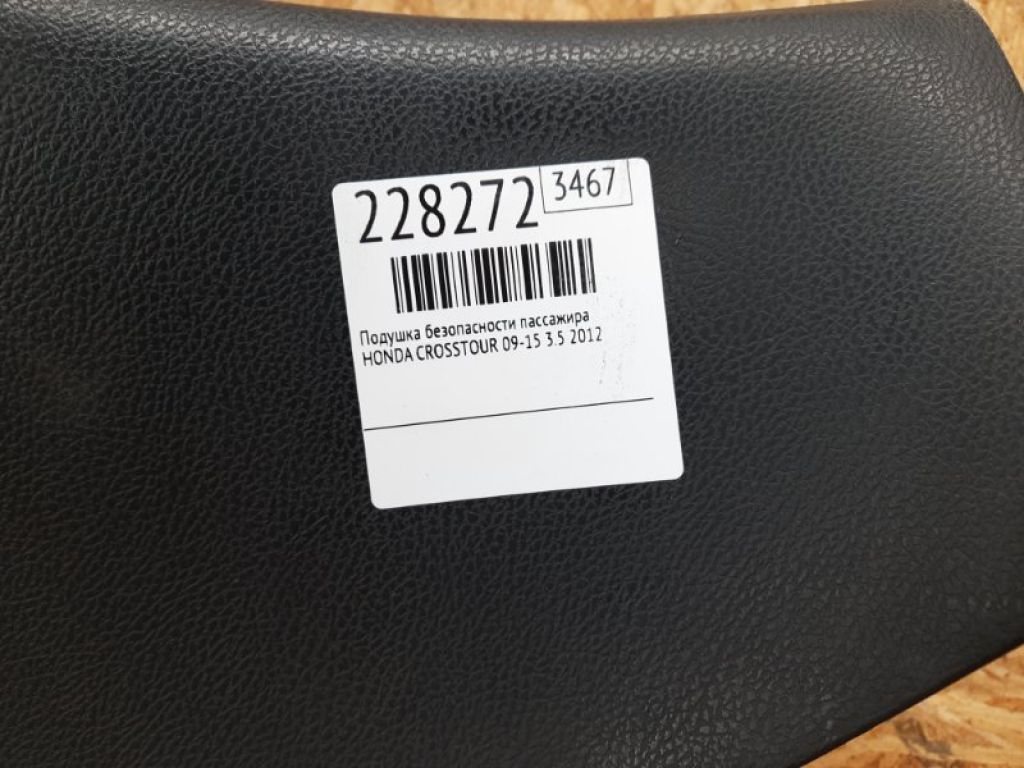 228272 3467
Подушка безопасности пассажира
HONDA CROSSTOUR 09-15 3.5 2012